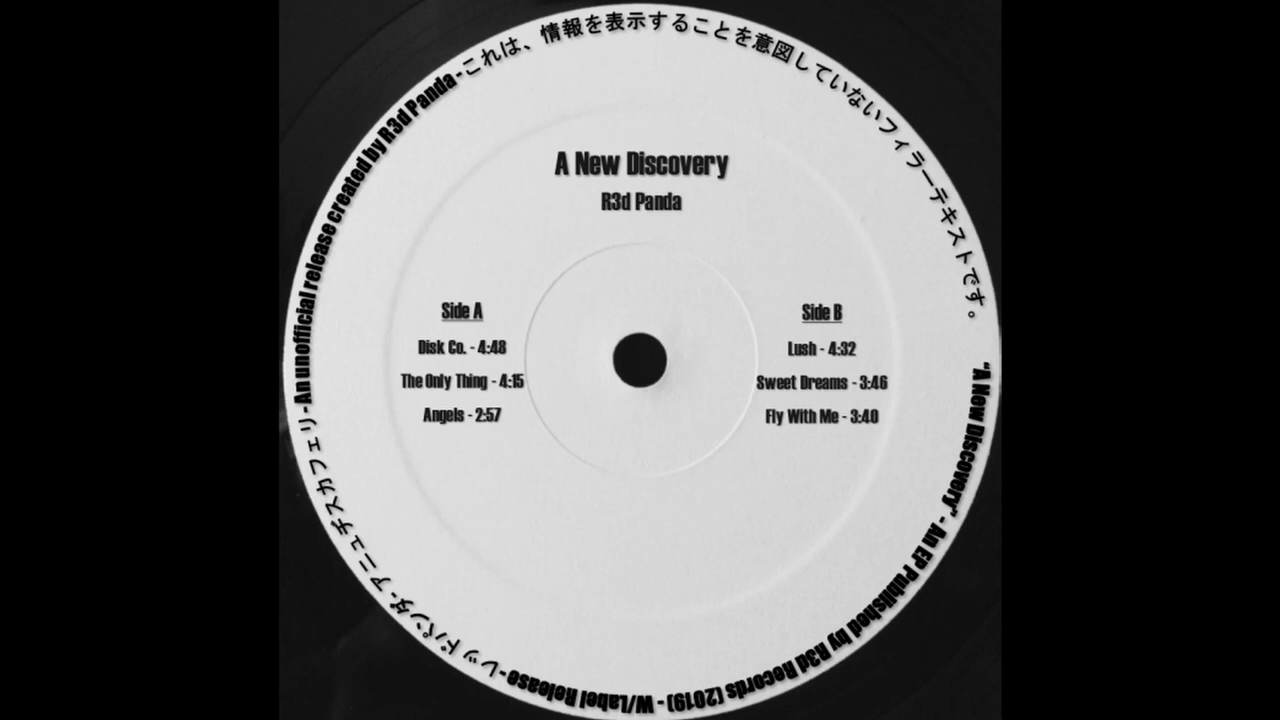 A New Discovery
R3d Panda
Side A
Disk Co. - 4:48
The Only Thing - 4:15
Angels - 2:57
Side B
Lush - 4:32
Sweet Dreams - 3:46
Fly With Me - 3:40
"A New Discovery" - An EP Published by R3d Records (2019) - W/Label Release - レッドパンダ - アニュヂスカフェリ - An unofficial release created by R3d Panda - これは、情報を表示することを意図していないフィラーテキストです。